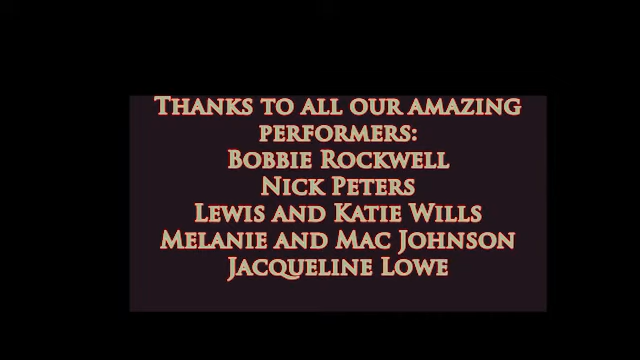 Thanks to all our amazing
performers:
Bobbie Rockwell
Nick Peters
Lewis and Katie Wills
Melanie and Mac Johnson
Jacqueline Lowe